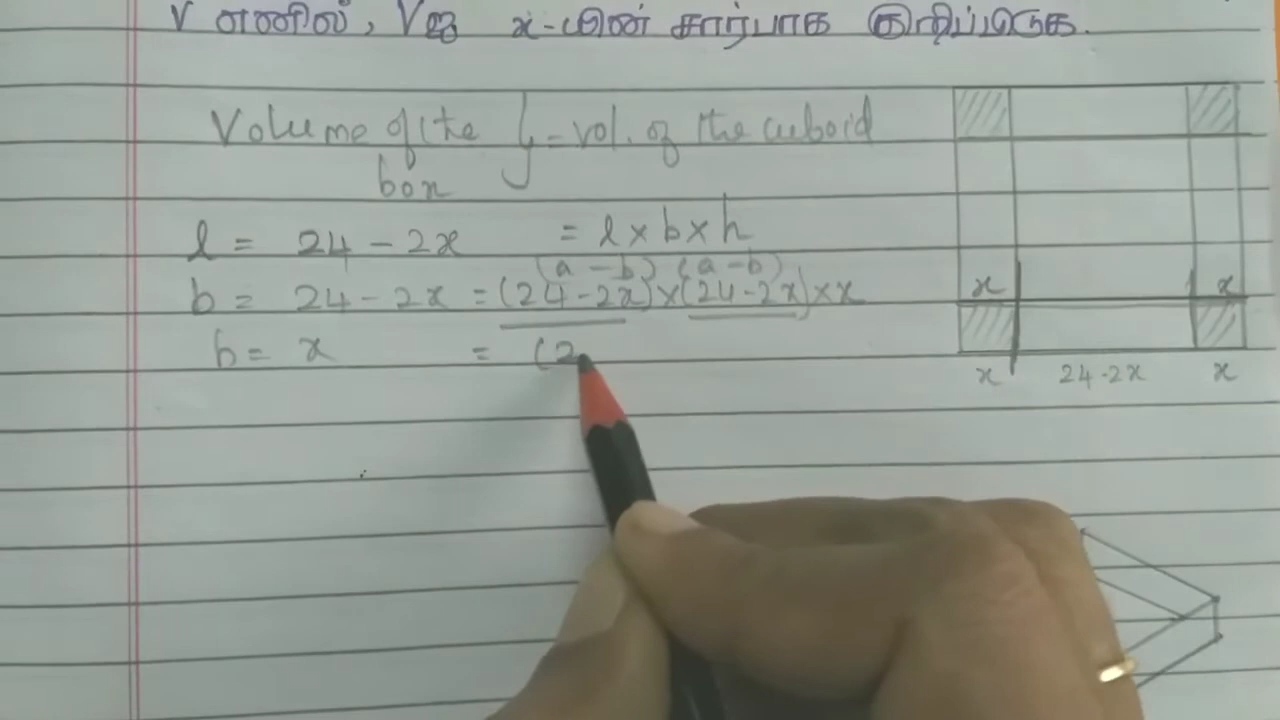 V எனில், V ஐ x-யின் சார்பாக குறிப்பிடுக.
Volume of the } = vol. of the cuboid
box
l = 24 - 2x = l × b × h
(a - b) (a - b)
b = 24 - 2x = (24 - 2x) × (24 - 2x) × x
h = x = (2
x x
x 24 - 2x x